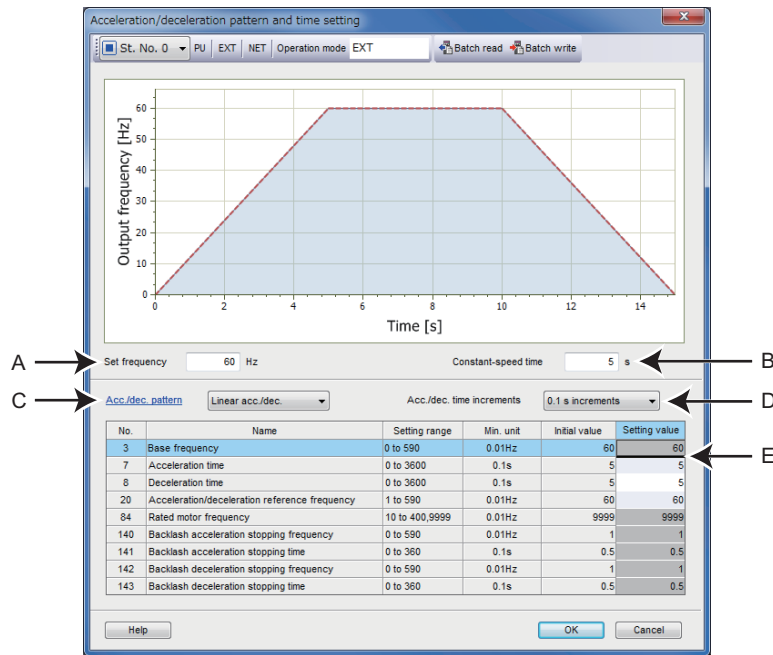 Acceleration/deceleration pattern and time setting
St. No. 0 PU EXT NET Operation mode EXT Batch read Batch write
Output frequency [Hz]
60
50
40
30
20
10
0
0 2 4 6 8 10 12 14
Time [s]
A Set frequency 60 Hz Constant-speed time 5 s B
C Acc./dec. pattern Linear acc./dec. Acc./dec. time increments 0.1 s increments D
No. Name Setting range Min. unit Initial value Setting value
3 Base frequency 0 to 590 0.01Hz 60 60
E
7 Acceleration time 0 to 3600 0.1s 5 5
8 Deceleration time 0 to 3600 0.1s 5 5
20 Acceleration/deceleration reference frequency 1 to 590 0.01Hz 60 60
84 Rated motor frequency 10 to 400,9999 0.01Hz 9999 9999
140 Backlash acceleration stopping frequency 0 to 590 0.01Hz 1 1
141 Backlash acceleration stopping time 0 to 360 0.1s 0.5 0.5
142 Backlash deceleration stopping frequency 0 to 590 0.01Hz 1 1
143 Backlash deceleration stopping time 0 to 360 0.1s 0.5 0.5
Help OK Cancel